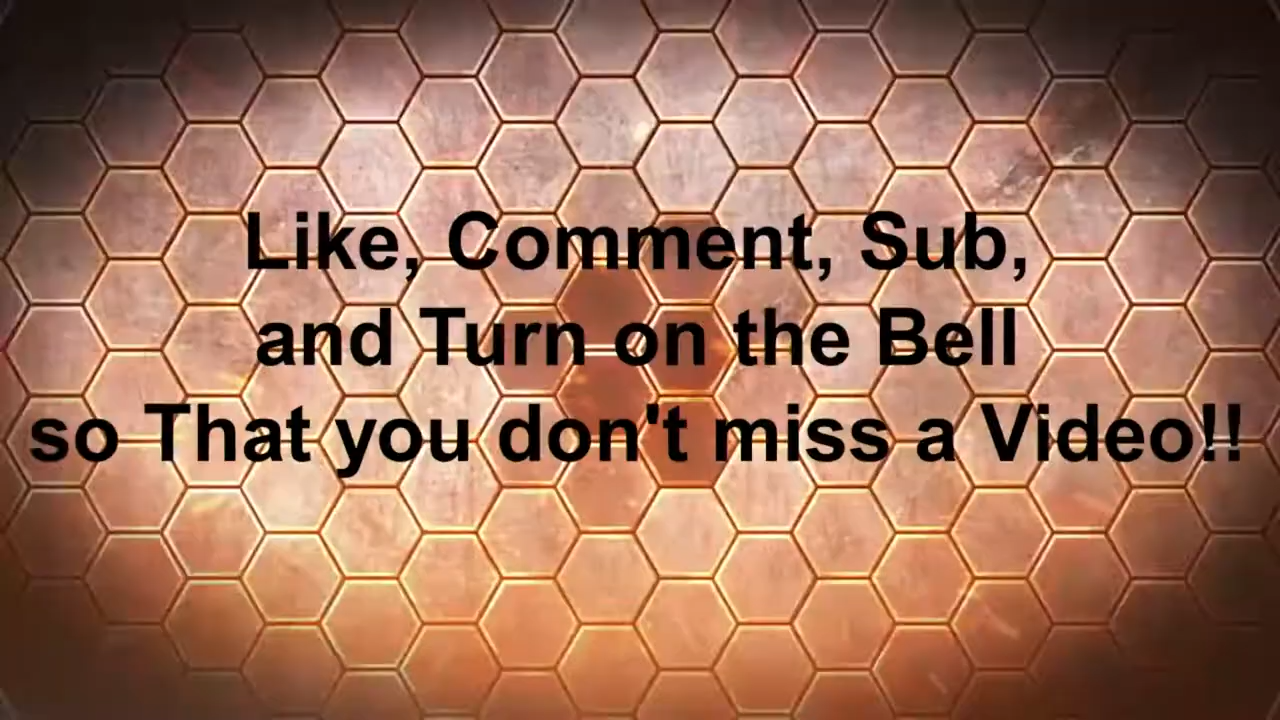 Like, Comment, Sub,
and Turn on the Bell
so That you don't miss a Video!!